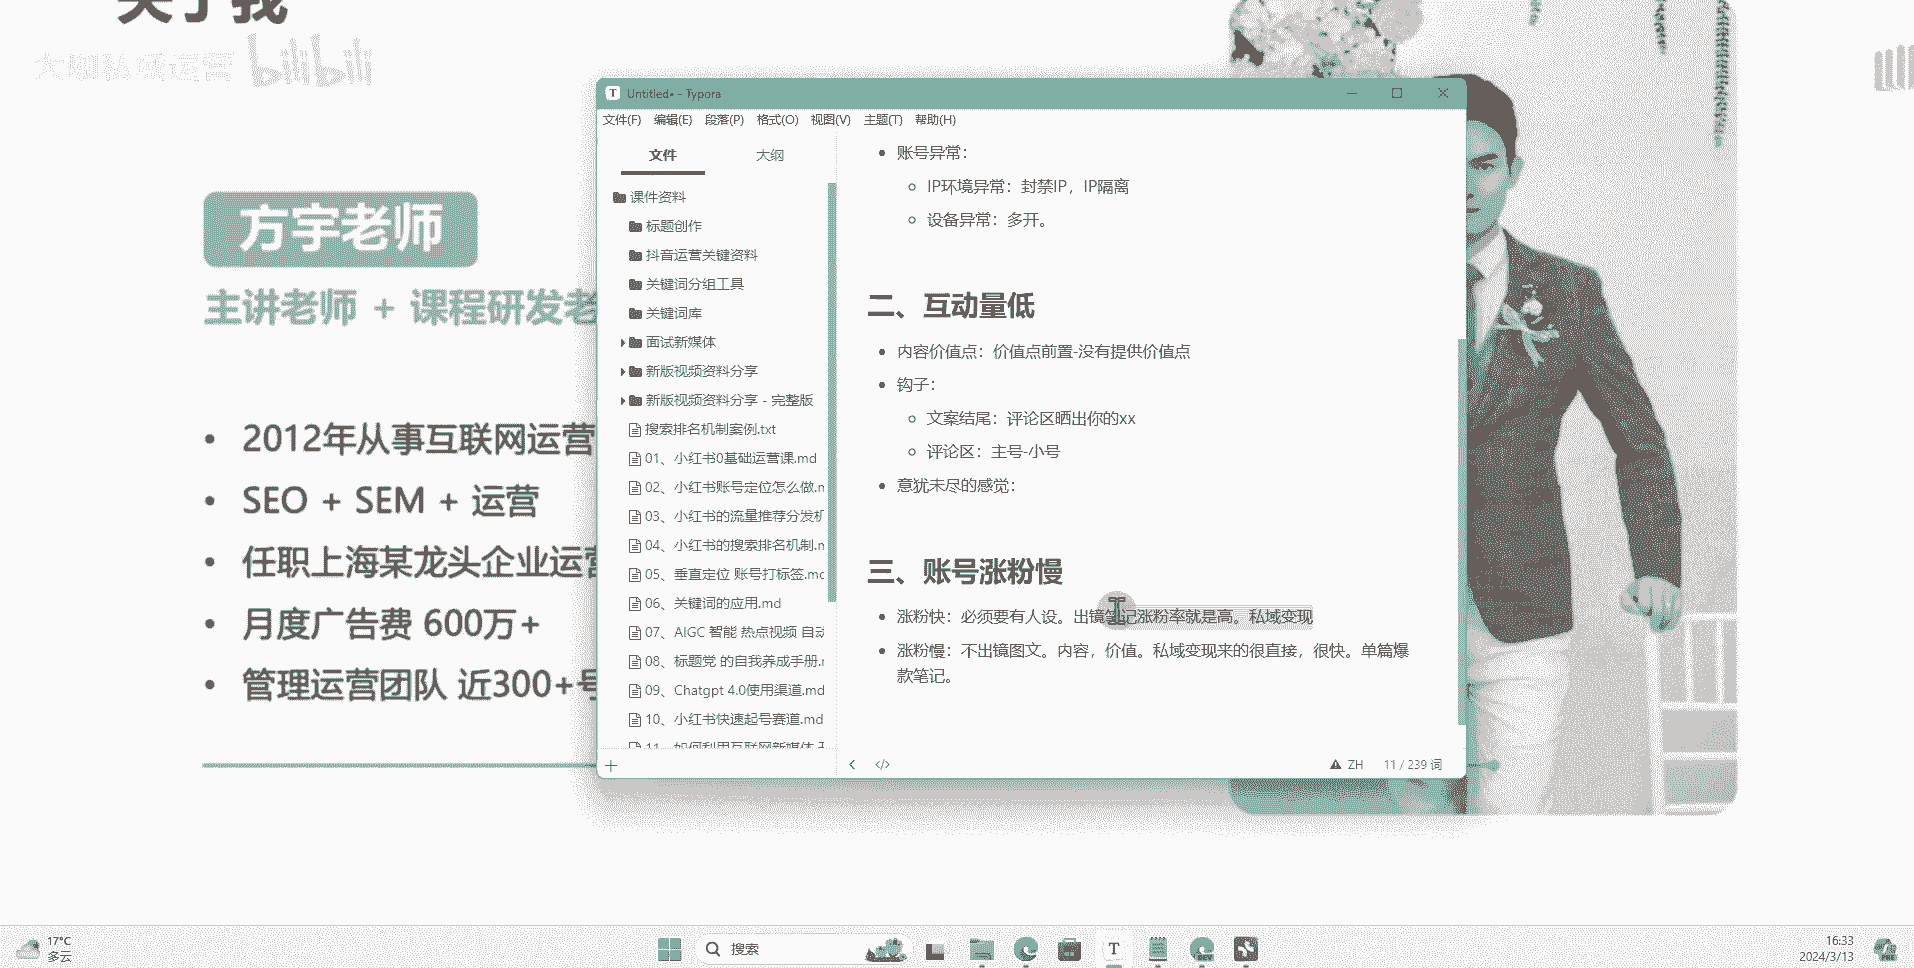 关于我
大咖私域运营 bilibili
方宇老师
主讲老师 + 课程研发老
2012年从事互联网运营
SEO + SEM + 运营
任职上海某龙头企业运营
月度广告费 600万+
管理运营团队 近300+号
Untitled• - Typora
文件(F) 编辑(E) 段落(P) 格式(O) 视图(V) 主题(T) 帮助(H)
文件 大纲
课件资料
标题创作
抖音运营关键资料
关键词分组工具
关键词库
面试新媒体
新版视频资料分享
新版视频资料分享 - 完整版
搜索排名机制案例.txt
01、小红书0基础运营课.md
02、小红书账号定位怎么做.m
03、小红书的流量推荐分发机
04、小红书的搜索排名机制.m
05、垂直定位 账号打标签.mc
06、关键词的应用.md
07、AIGC 智能 热点视频 自动
08、标题党 的自我养成手册.r
09、Chatgpt 4.0使用渠道.md
10、小红书快速起号赛道.md
11、如何利用互联网新媒体
账号异常：
IP环境异常：封禁IP，IP隔离
设备异常：多开。
二、互动量低
内容价值点：价值点前置-没有提供价值点
钩子：
文案结尾：评论区晒出你的xx
评论区：主号-小号
意犹未尽的感觉：
三、账号涨粉慢
涨粉快：必须要有人设。出镜笔记涨粉率就是高。私域变现
涨粉慢：不出镜图文。内容，价值。私域变现来的很直接，很快。单篇爆
款笔记。
ZH 11 / 239 词
17°C
多云
搜索
16:33
2024/3/13